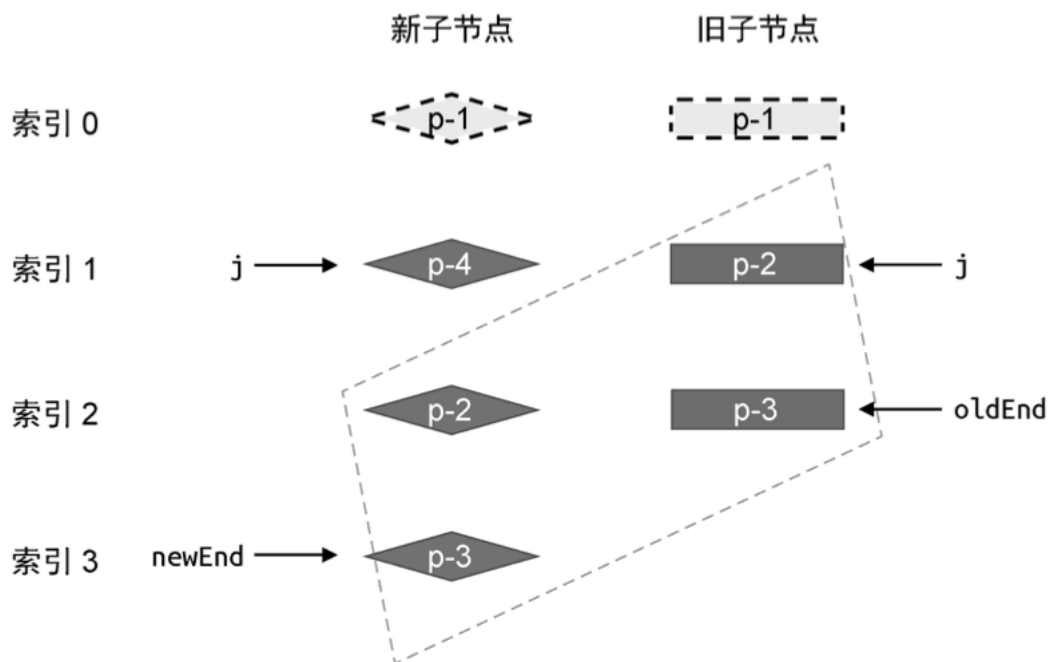 新子节点 旧子节点
索引 0 p-1 p-1
索引 1 j p-4 p-2 j
索引 2 p-2 p-3 oldEnd
索引 3 newEnd p-3